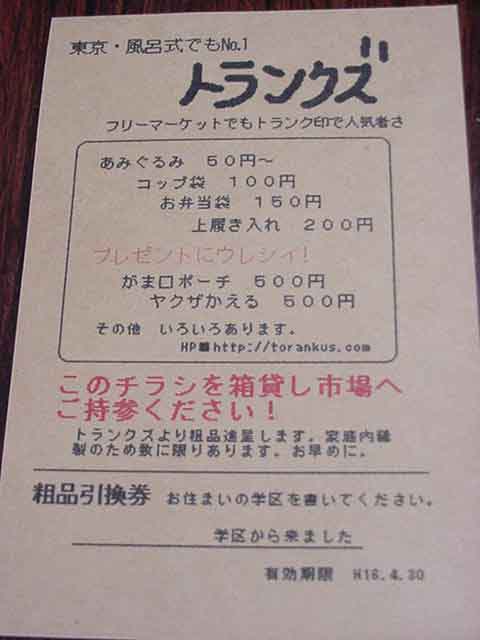 東京・風呂式でもNo.1
トランクズ
フリーマーケットでもトランク印で人気者さ
あみぐるみ 50円〜
コップ袋 100円
お弁当袋 150円
上履き入れ 200円
プレゼントにウレシイ!
がま口ポーチ 500円
ヤクザかえる 500円
その他 いろいろあります。
HP■http://torankus.com
このチラシを箱貸し市場へ
ご持参ください！
トランクズより粗品進呈します。家庭内縫
製のため数に限りあります。お早めに。
粗品引換券 お住まいの学区を書いてください。
学区から来ました
有効期限 H16.4.30